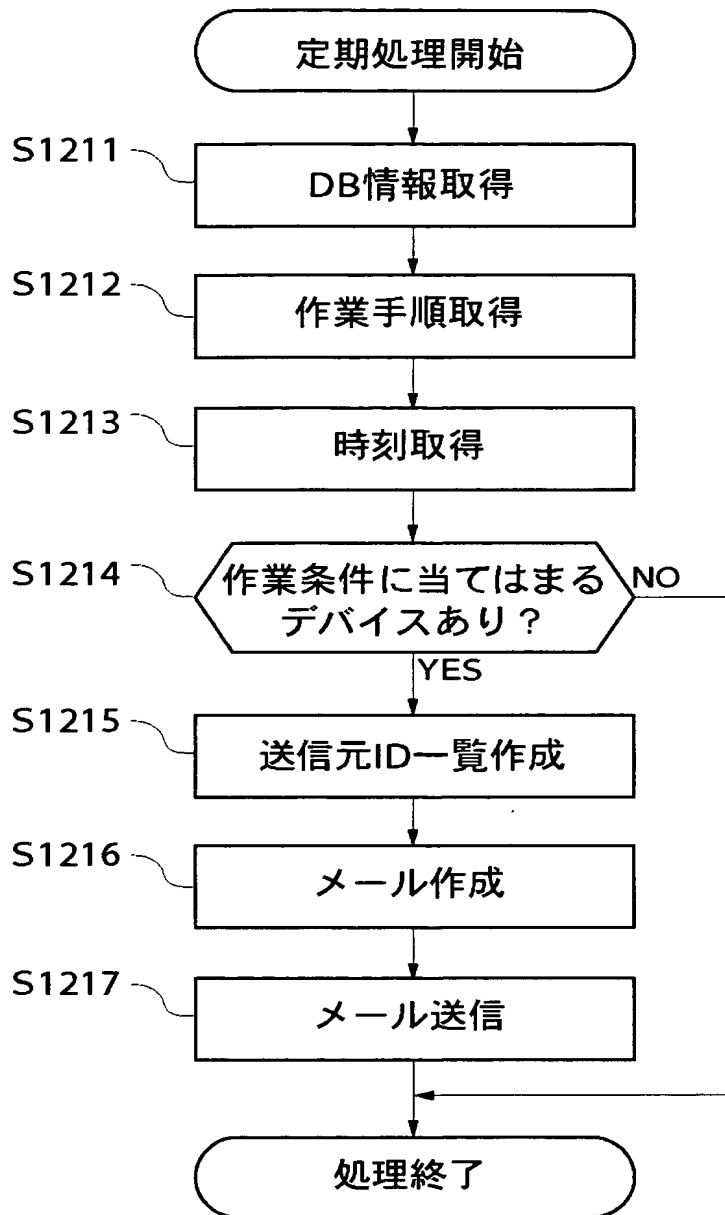 定期処理開始
S1211
DB情報取得
S1212
作業手順取得
S1213
時刻取得
S1214
作業条件に当てはまる
デバイスあり？
NO
YES
S1215
送信元ID一覧作成
S1216
メール作成
S1217
メール送信
処理終了